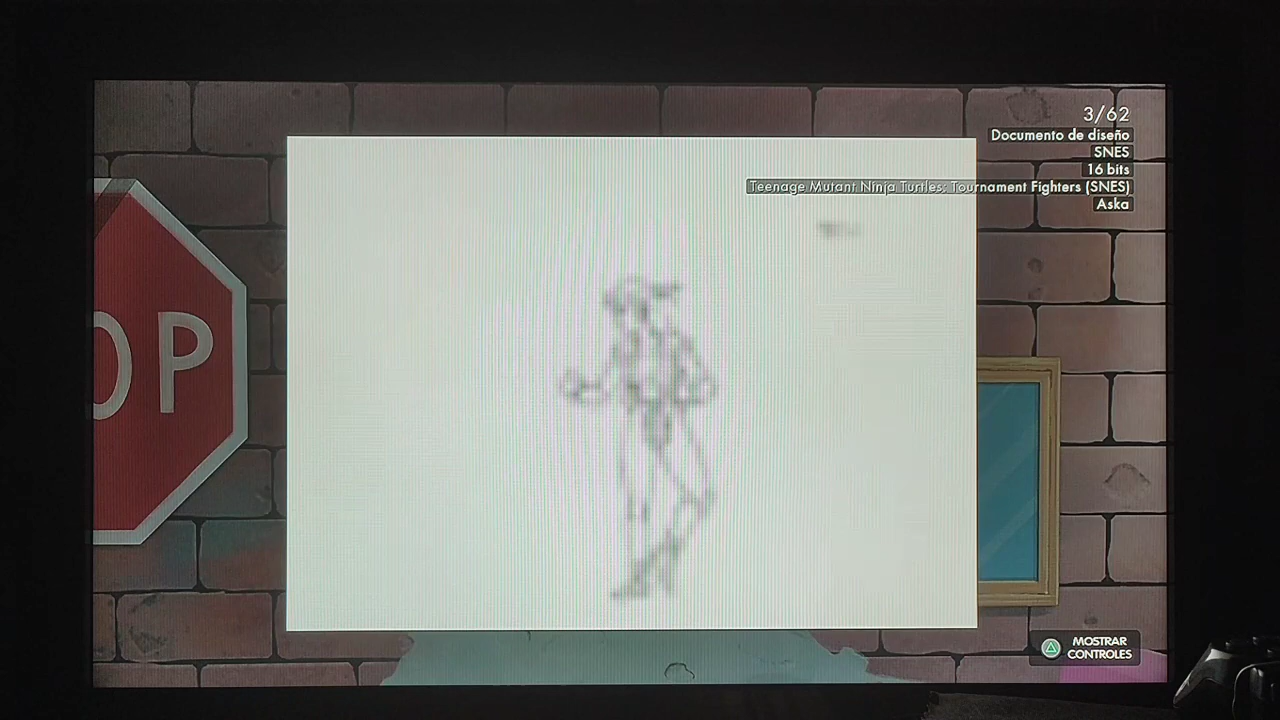 3/62
Documento de diseño
SNES
16 bits
Teenage Mutant Ninja Turtles: Tournament Fighters (SNES)
Aska
OP
MOSTRAR
CONTROLES